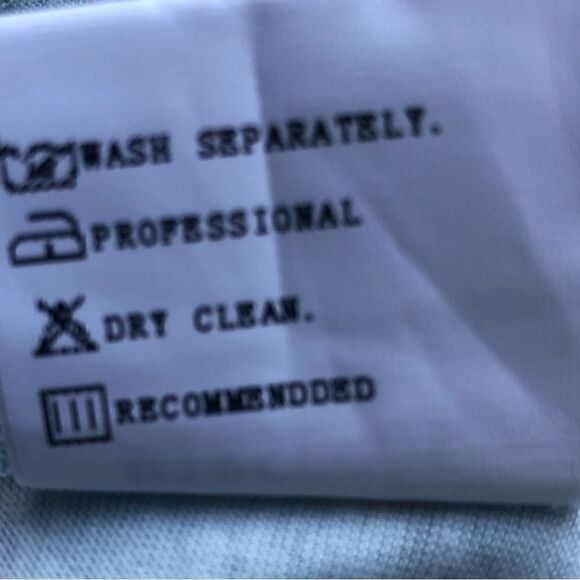 WASH SEPARATELY.
PROFESSIONAL
DRY CLEAN.
RECOMMENDDED